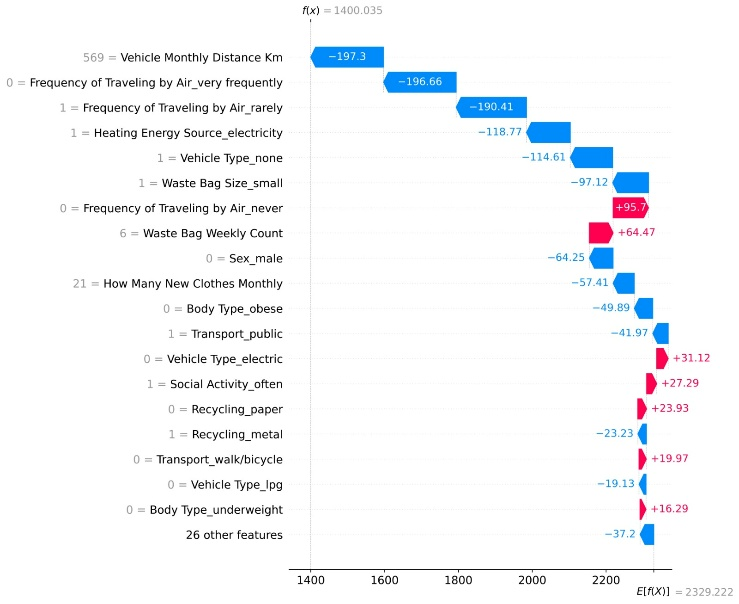 f(x) = 1400.035
569 = Vehicle Monthly Distance Km −197.3
0 = Frequency of Traveling by Air_very frequently −196.66
1 = Frequency of Traveling by Air_rarely −190.41
1 = Heating Energy Source_electricity −118.77
1 = Vehicle Type_none −114.61
1 = Waste Bag Size_small −97.12
0 = Frequency of Traveling by Air_never +95.7
6 = Waste Bag Weekly Count +64.47
0 = Sex_male −64.25
21 = How Many New Clothes Monthly −57.41
0 = Body Type_obese −49.89
1 = Transport_public −41.97
0 = Vehicle Type_electric +31.12
1 = Social Activity_often +27.29
0 = Recycling_paper +23.93
1 = Recycling_metal −23.23
0 = Transport_walk/bicycle +19.97
0 = Vehicle Type_lpg −19.13
0 = Body Type_underweight +16.29
26 other features −37.2
1400 1600 1800 2000 2200
E[f(X)] = 2329.222